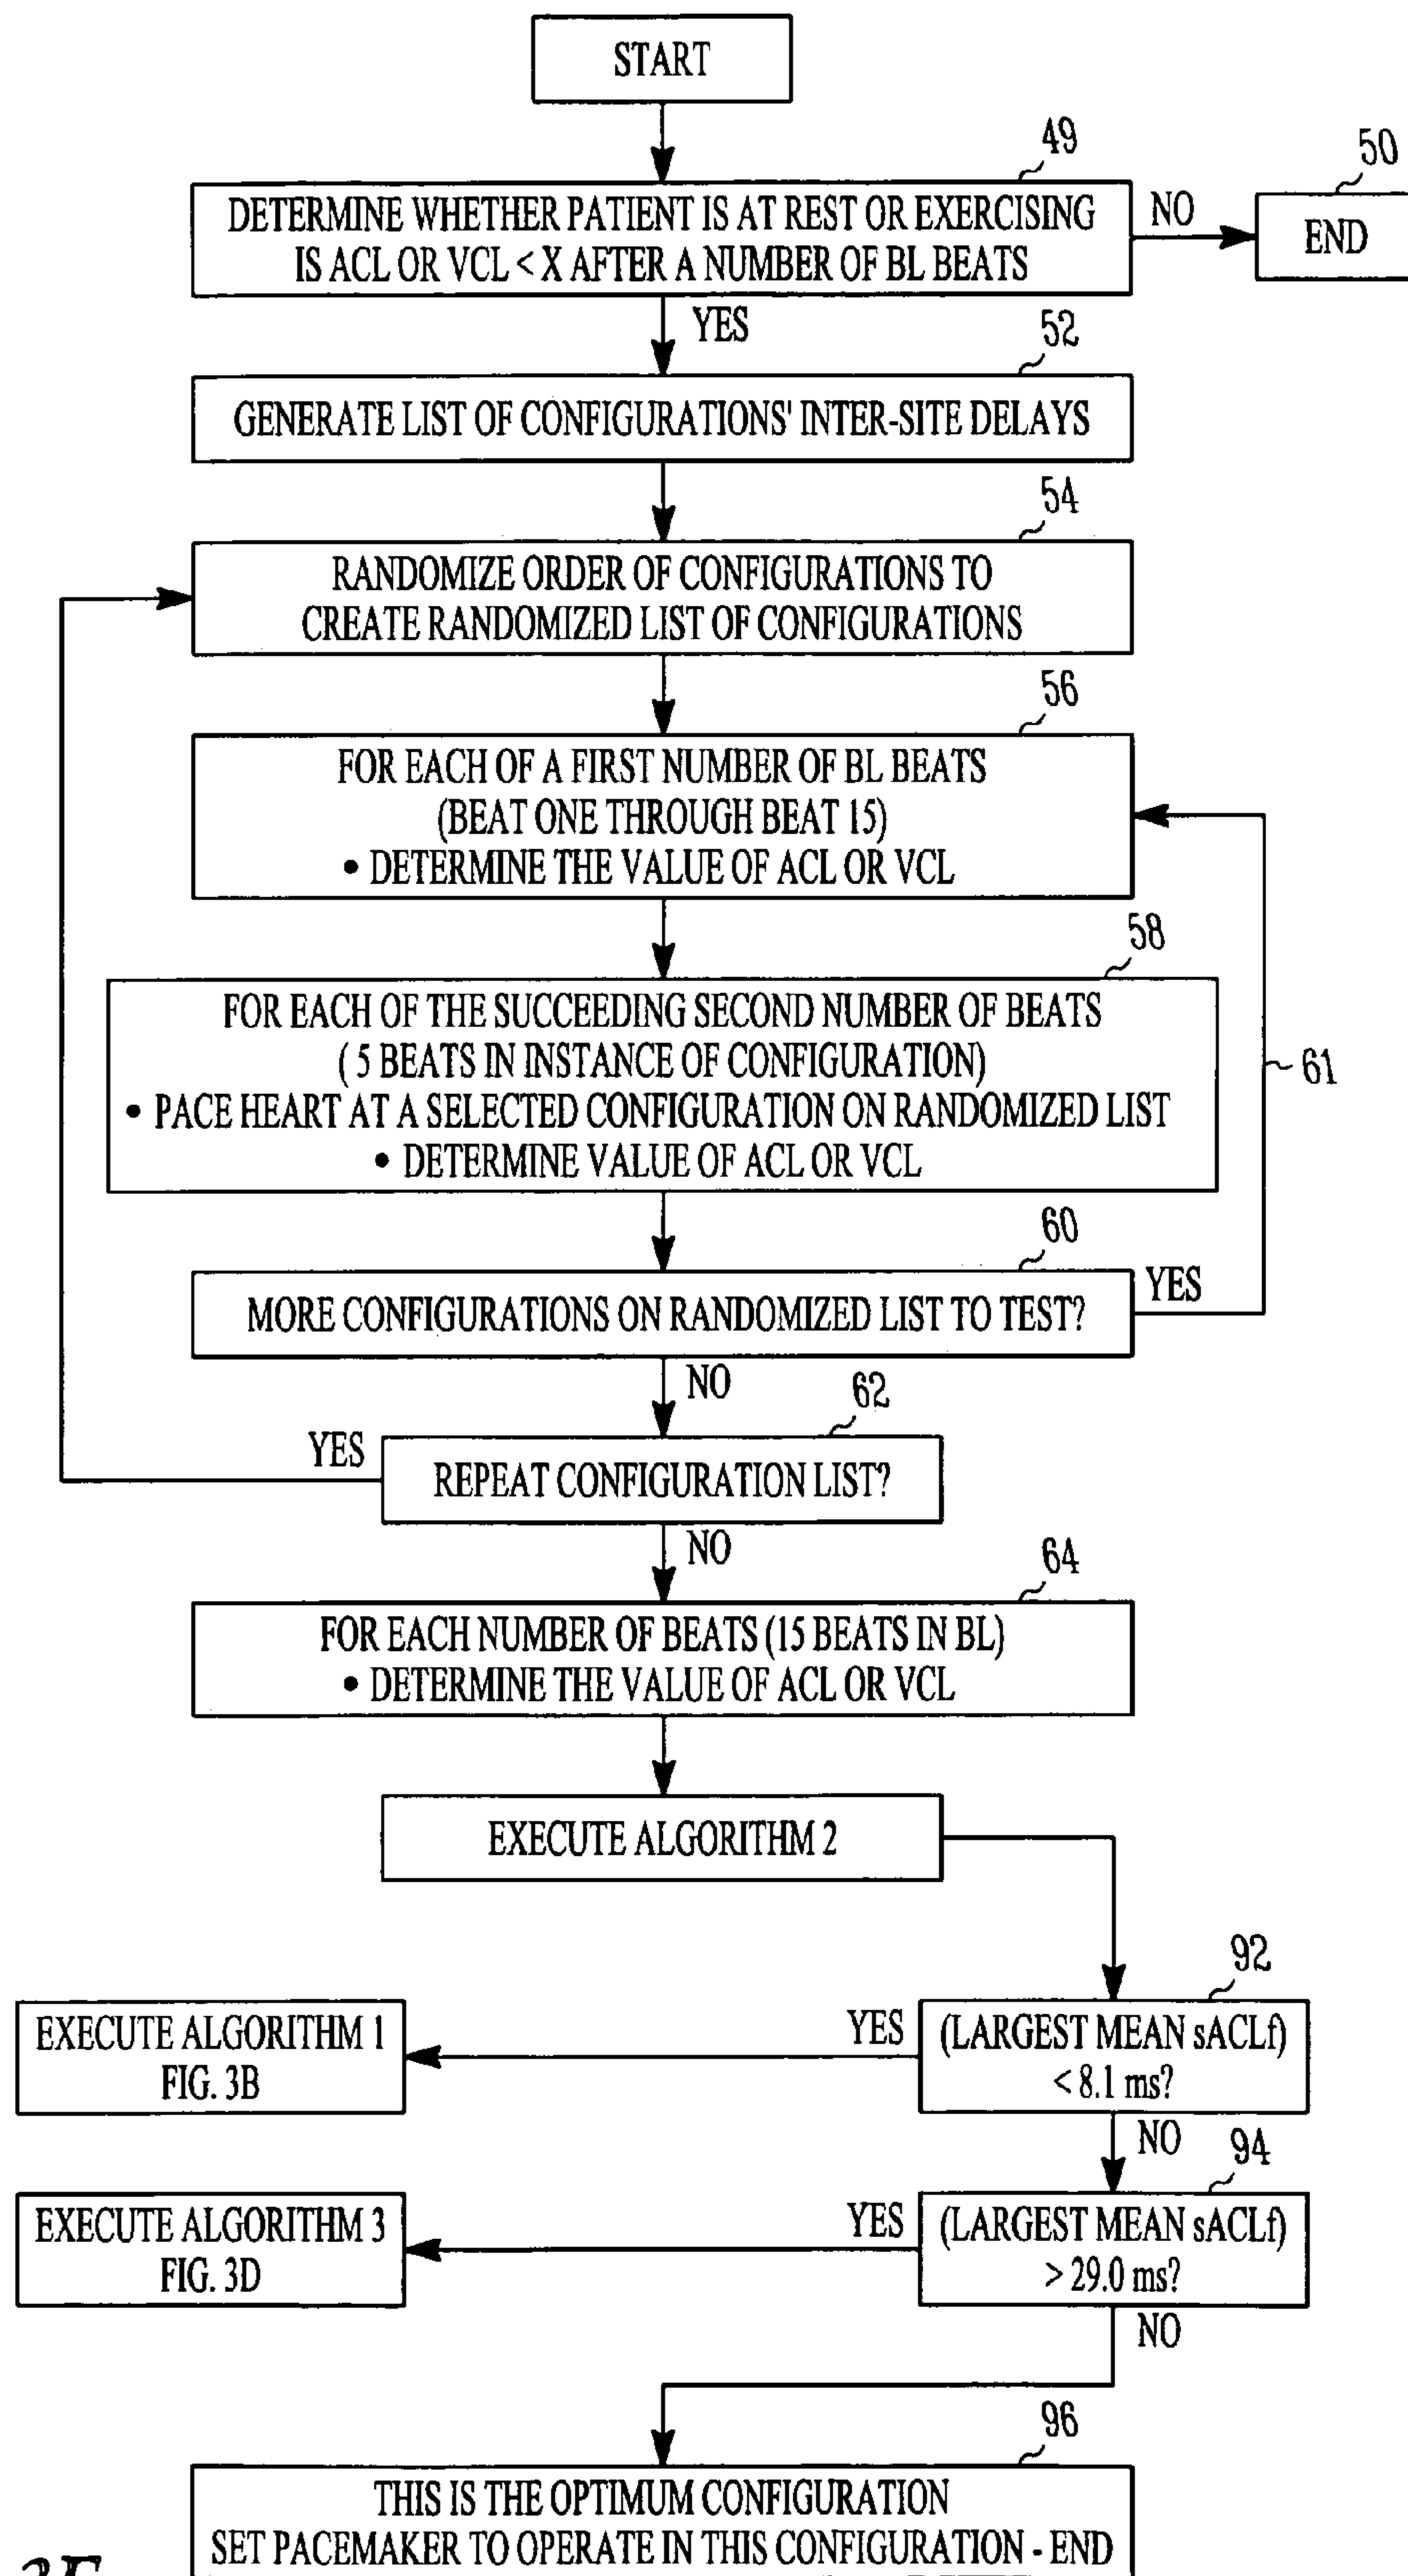 START
49
50
DETERMINE WHETHER PATIENT IS AT REST OR EXERCISING
IS ACL OR VCL < X AFTER A NUMBER OF BL BEATS
NO
END
YES
52
GENERATE LIST OF CONFIGURATIONS' INTER-SITE DELAYS
54
RANDOMIZE ORDER OF CONFIGURATIONS TO
CREATE RANDOMIZED LIST OF CONFIGURATIONS
56
FOR EACH OF A FIRST NUMBER OF BL BEATS
(BEAT ONE THROUGH BEAT 15)
• DETERMINE THE VALUE OF ACL OR VCL
58
FOR EACH OF THE SUCCEEDING SECOND NUMBER OF BEATS
( 5 BEATS IN INSTANCE OF CONFIGURATION)
• PACE HEART AT A SELECTED CONFIGURATION ON RANDOMIZED LIST
• DETERMINE VALUE OF ACL OR VCL
61
60
MORE CONFIGURATIONS ON RANDOMIZED LIST TO TEST?
YES
NO
62
YES
REPEAT CONFIGURATION LIST?
NO
64
FOR EACH NUMBER OF BEATS (15 BEATS IN BL)
• DETERMINE THE VALUE OF ACL OR VCL
EXECUTE ALGORITHM 2
92
EXECUTE ALGORITHM 1
FIG. 3B
YES
(LARGEST MEAN sACLf)
< 8.1 ms?
NO
94
EXECUTE ALGORITHM 3
FIG. 3D
YES
(LARGEST MEAN sACLf)
> 29.0 ms?
NO
96
THIS IS THE OPTIMUM CONFIGURATION
SET PACEMAKER TO OPERATE IN THIS CONFIGURATION - END